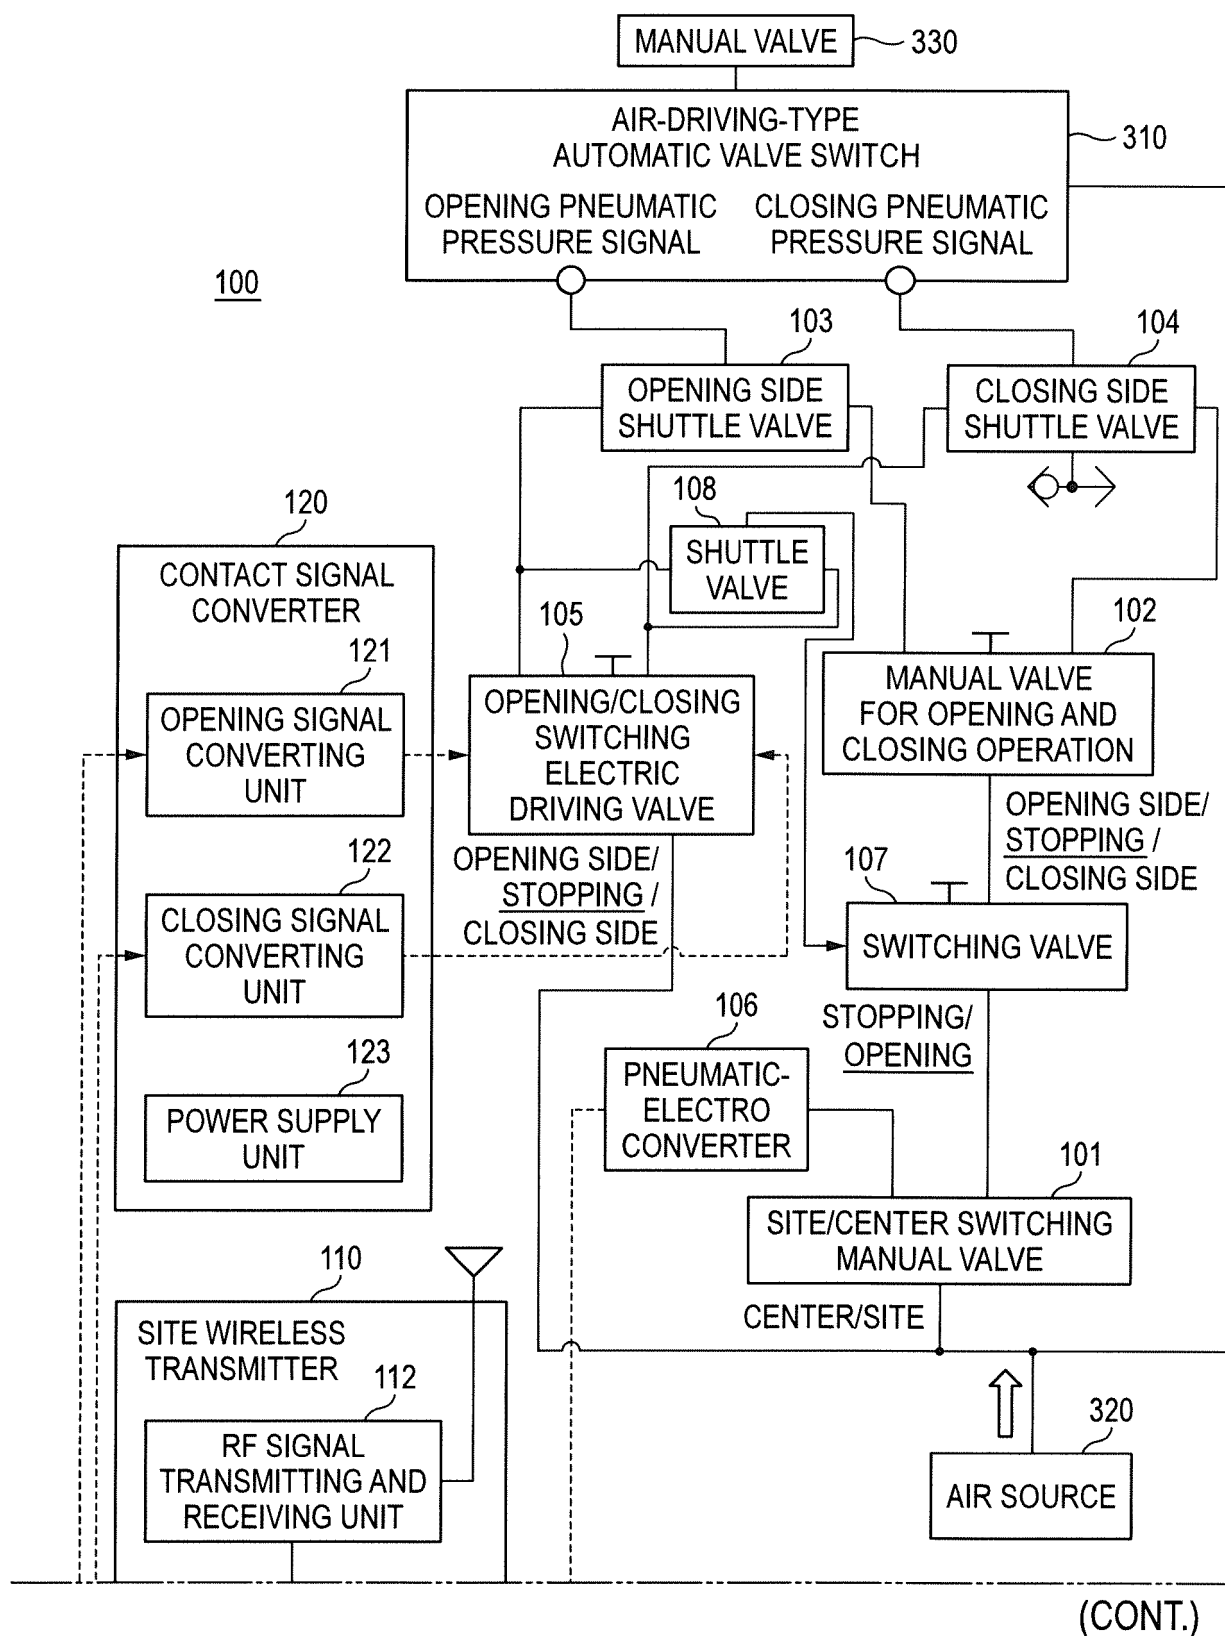 MANUAL VALVE
330
AIR-DRIVING-TYPE
AUTOMATIC VALVE SWITCH
310
OPENING PNEUMATIC
PRESSURE SIGNAL
CLOSING PNEUMATIC
PRESSURE SIGNAL
100
103
104
OPENING SIDE
SHUTTLE VALVE
CLOSING SIDE
SHUTTLE VALVE
108
SHUTTLE
VALVE
120
CONTACT SIGNAL
CONVERTER
105
102
121
OPENING SIGNAL
CONVERTING
UNIT
OPENING/CLOSING
SWITCHING
ELECTRIC
DRIVING VALVE
MANUAL VALVE
FOR OPENING AND
CLOSING OPERATION
OPENING SIDE/
STOPPING /
CLOSING SIDE
OPENING SIDE/
STOPPING /
CLOSING SIDE
122
CLOSING SIGNAL
CONVERTING
UNIT
107
SWITCHING VALVE
STOPPING/
OPENING
106
PNEUMATIC-
ELECTRO
CONVERTER
123
POWER SUPPLY
UNIT
101
SITE/CENTER SWITCHING
MANUAL VALVE
CENTER/SITE
110
SITE WIRELESS
TRANSMITTER
112
RF SIGNAL
TRANSMITTING AND
RECEIVING UNIT
320
AIR SOURCE
(CONT.)